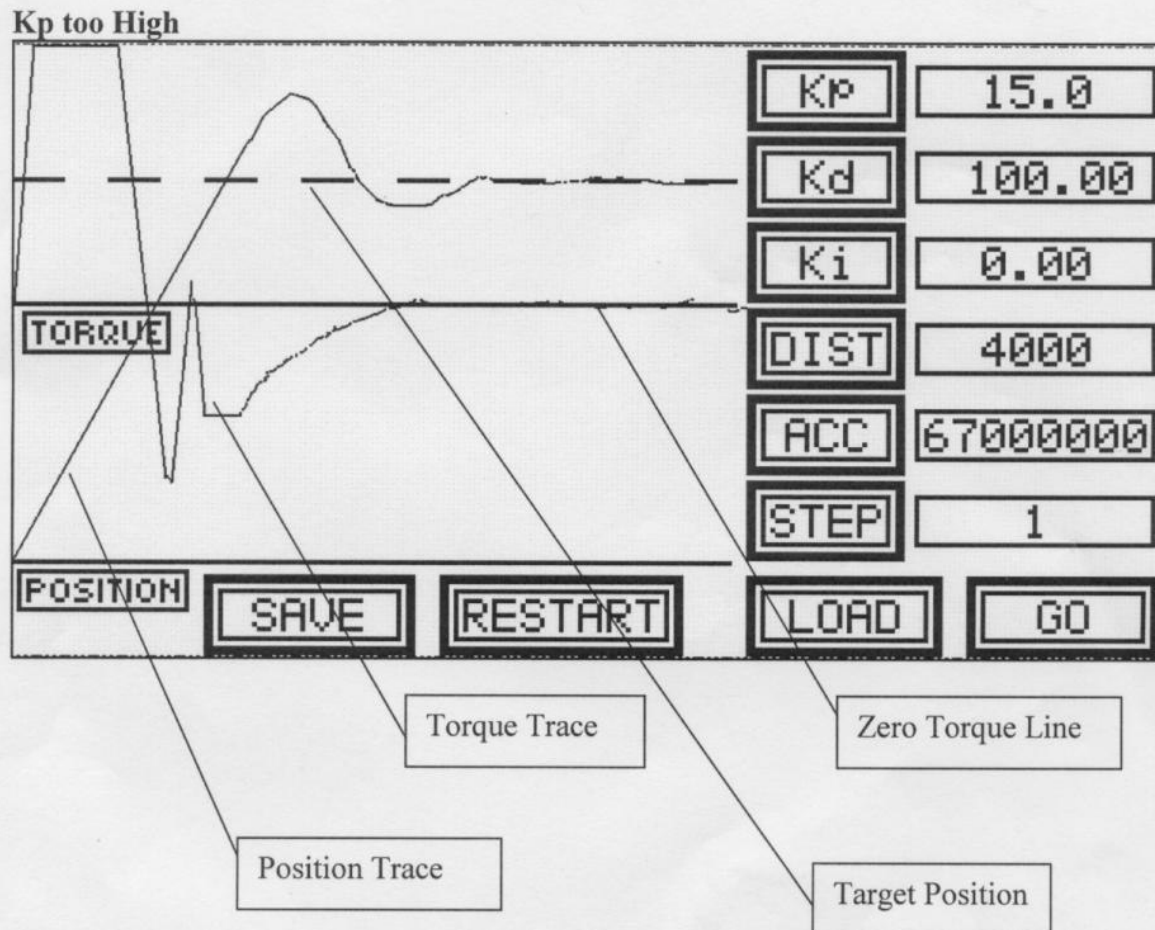 Kp too High
Kp 15.0
Kd 100.00
Ki 0.00
TORQUE
DIST 4000
ACC 67000000
STEP 1
POSITION
SAVE RESTART LOAD GO
Torque Trace
Zero Torque Line
Position Trace
Target Position